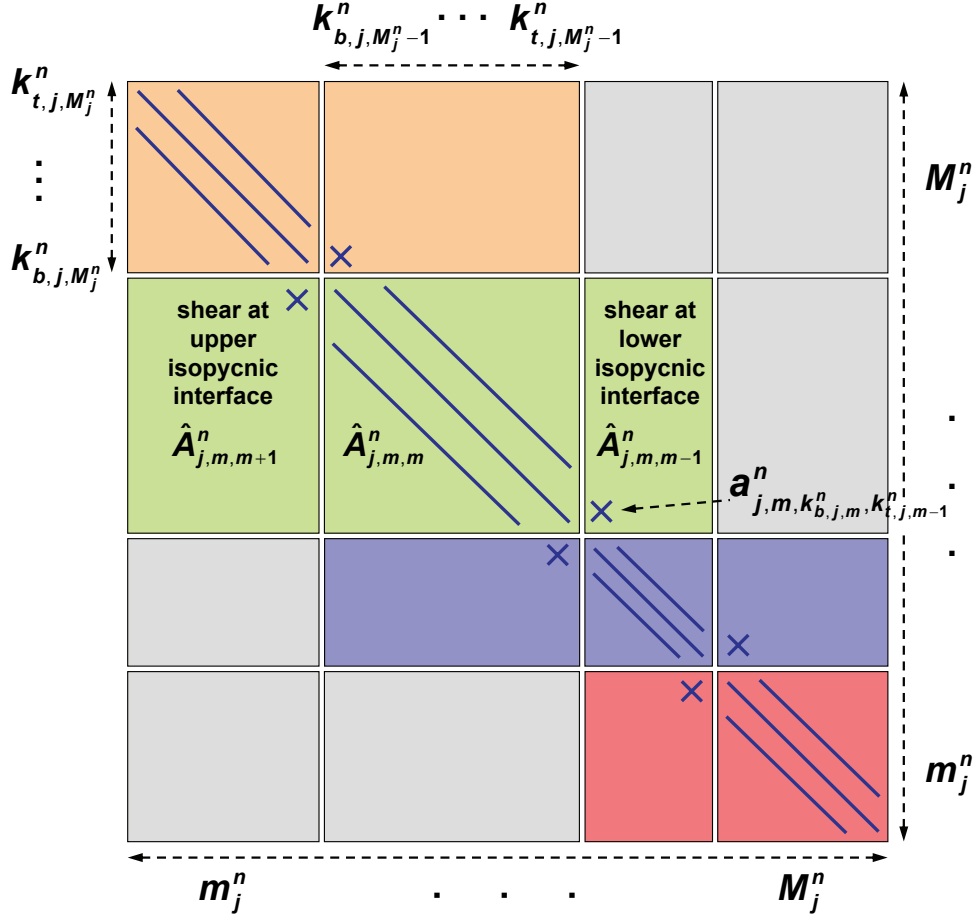 k^n_{b,j,M^n_j−1} · · · k^n_{t,j,M^n_j−1}
k^n_{t,j,M^n_j}
⋮
k^n_{b,j,M^n_j}
M^n_j
shear at
upper
isopycnic
interface
Â^n_{j,m,m+1}
Â^n_{j,m,m}
shear at
lower
isopycnic
interface
Â^n_{j,m,m−1}
a^n_{j,m,k^n_{b,j,m},k^n_{t,j,m−1}}
. . .
m^n_j
m^n_j . . . M^n_j